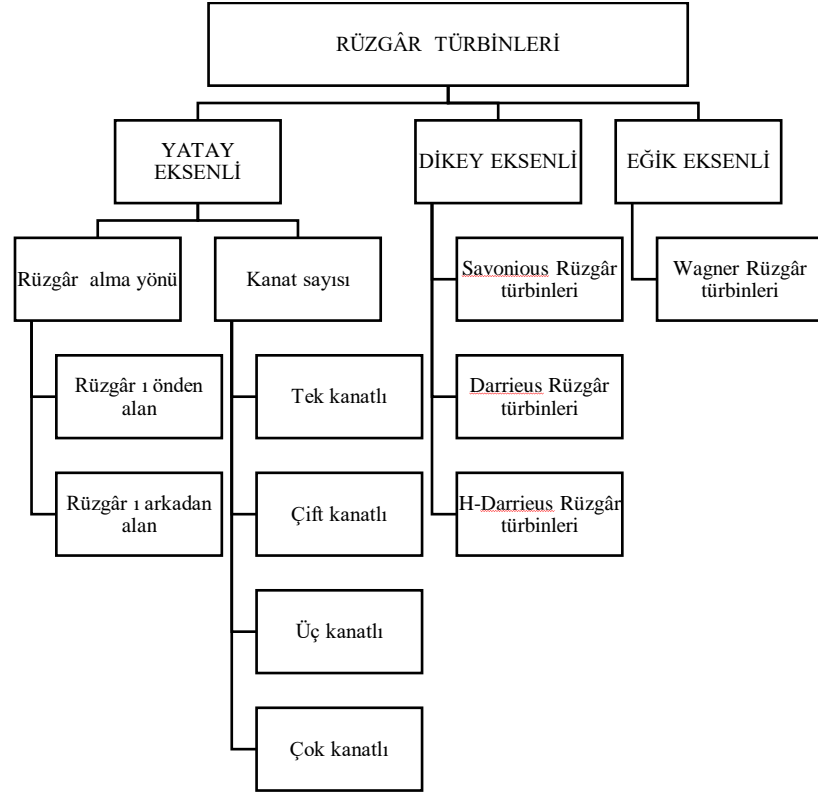 RÜZGÂR TÜRBİNLERİ
YATAY
EKSENLİ
DİKEY EKSENLİ
EĞİK EKSENLİ
Rüzgâr alma yönü
Kanat sayısı
Savonious Rüzgâr
türbinleri
Wagner Rüzgâr
türbinleri
Rüzgâr ı önden
alan
Tek kanatlı
Darrieus Rüzgâr
türbinleri
Rüzgâr ı arkadan
alan
Çift kanatlı
H-Darrieus Rüzgâr
türbinleri
Üç kanatlı
Çok kanatlı